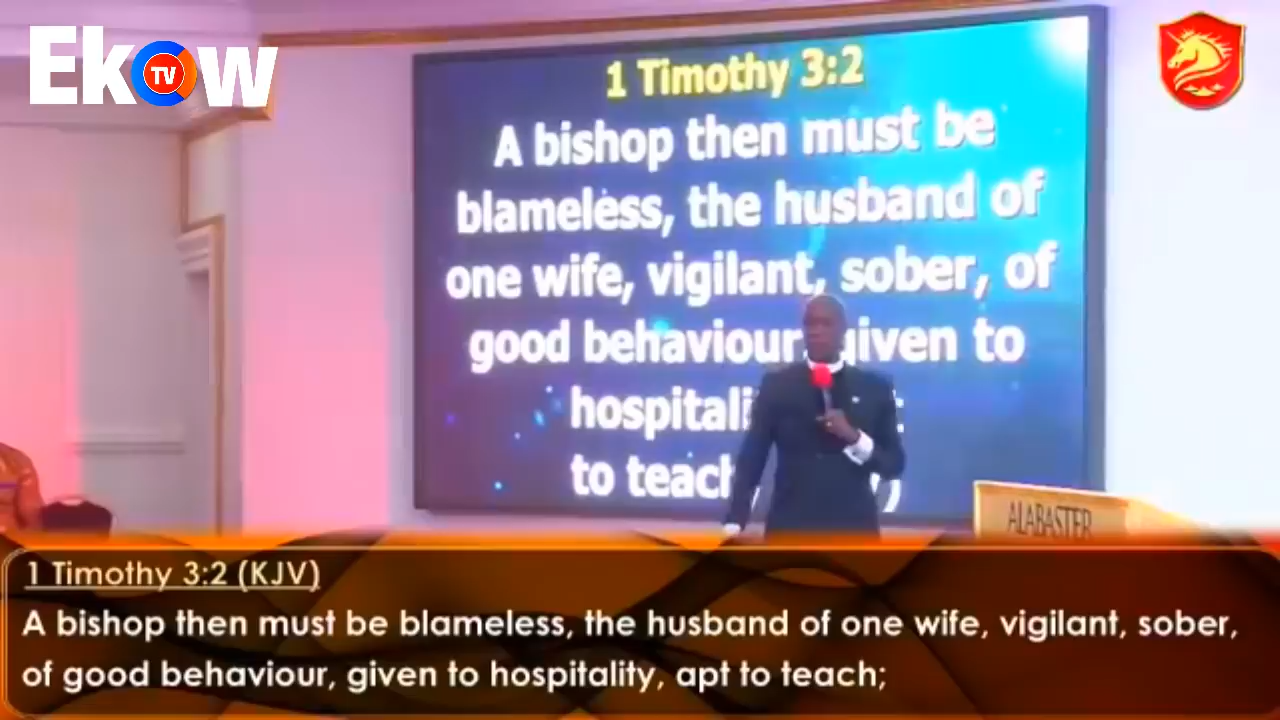 Ekow
TV
1 Timothy 3:2
A bishop then must be
blameless, the husband of
one wife, vigilant, sober, of
good behaviour, given to
hospitali
to teach
ALABASTER
1 Timothy 3:2 (KJV)
A bishop then must be blameless, the husband of one wife, vigilant, sober,
of good behaviour, given to hospitality, apt to teach;